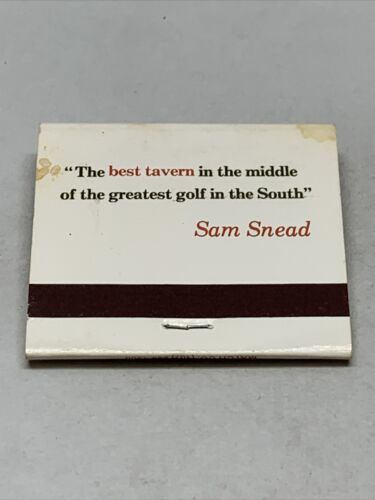 "The best tavern in the middle
of the greatest golf in the South"
Sam Snead